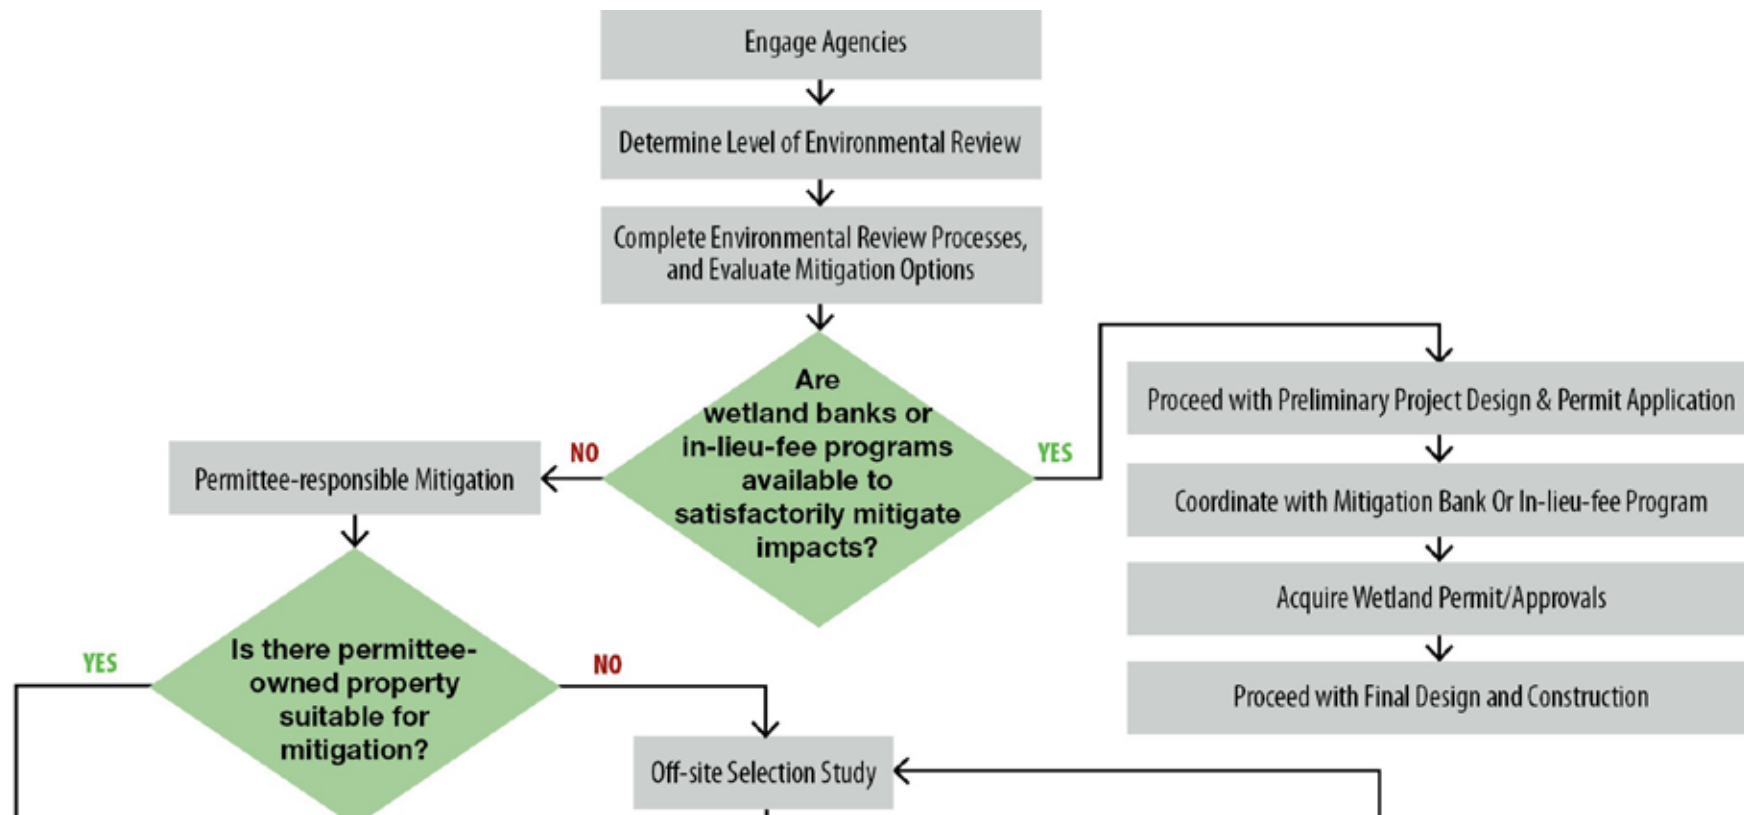 Engage Agencies
Determine Level of Environmental Review
Complete Environmental Review Processes,
and Evaluate Mitigation Options
Are
wetland banks or
in-lieu-fee programs
available to
satisfactorily mitigate
impacts?
NO
YES
Proceed with Preliminary Project Design & Permit Application
Coordinate with Mitigation Bank Or In-lieu-fee Program
Acquire Wetland Permit/Approvals
Proceed with Final Design and Construction
Permittee-responsible Mitigation
Is there permittee-
owned property
suitable for
mitigation?
YES
NO
Off-site Selection Study